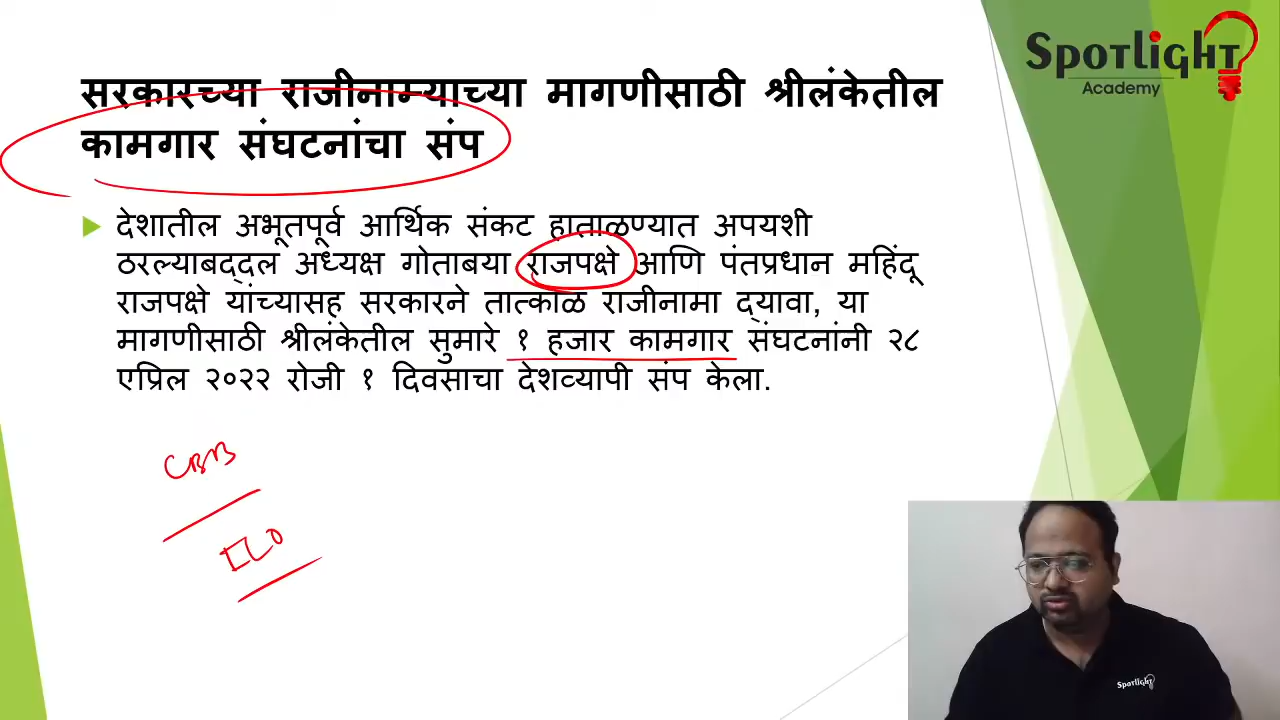 SPOTLIGHT
Academy
सरकारच्या राजीनाम्याच्या मागणीसाठी श्रीलंकेतील
कामगार संघटनांचा संप
देशातील अभूतपूर्व आर्थिक संकट हाताळण्यात अपयशी
ठरल्याबद्दल अध्यक्ष गोताबया राजपक्षे आणि पंतप्रधान महिंदू
राजपक्षे यांच्यासह सरकारने तात्काळ राजीनामा द्यावा, या
मागणीसाठी श्रीलंकेतील सुमारे १ हजार कामगार संघटनांनी २८
एप्रिल २०२२ रोजी १ दिवसाचा देशव्यापी संप केला.
ILO
Spotlight